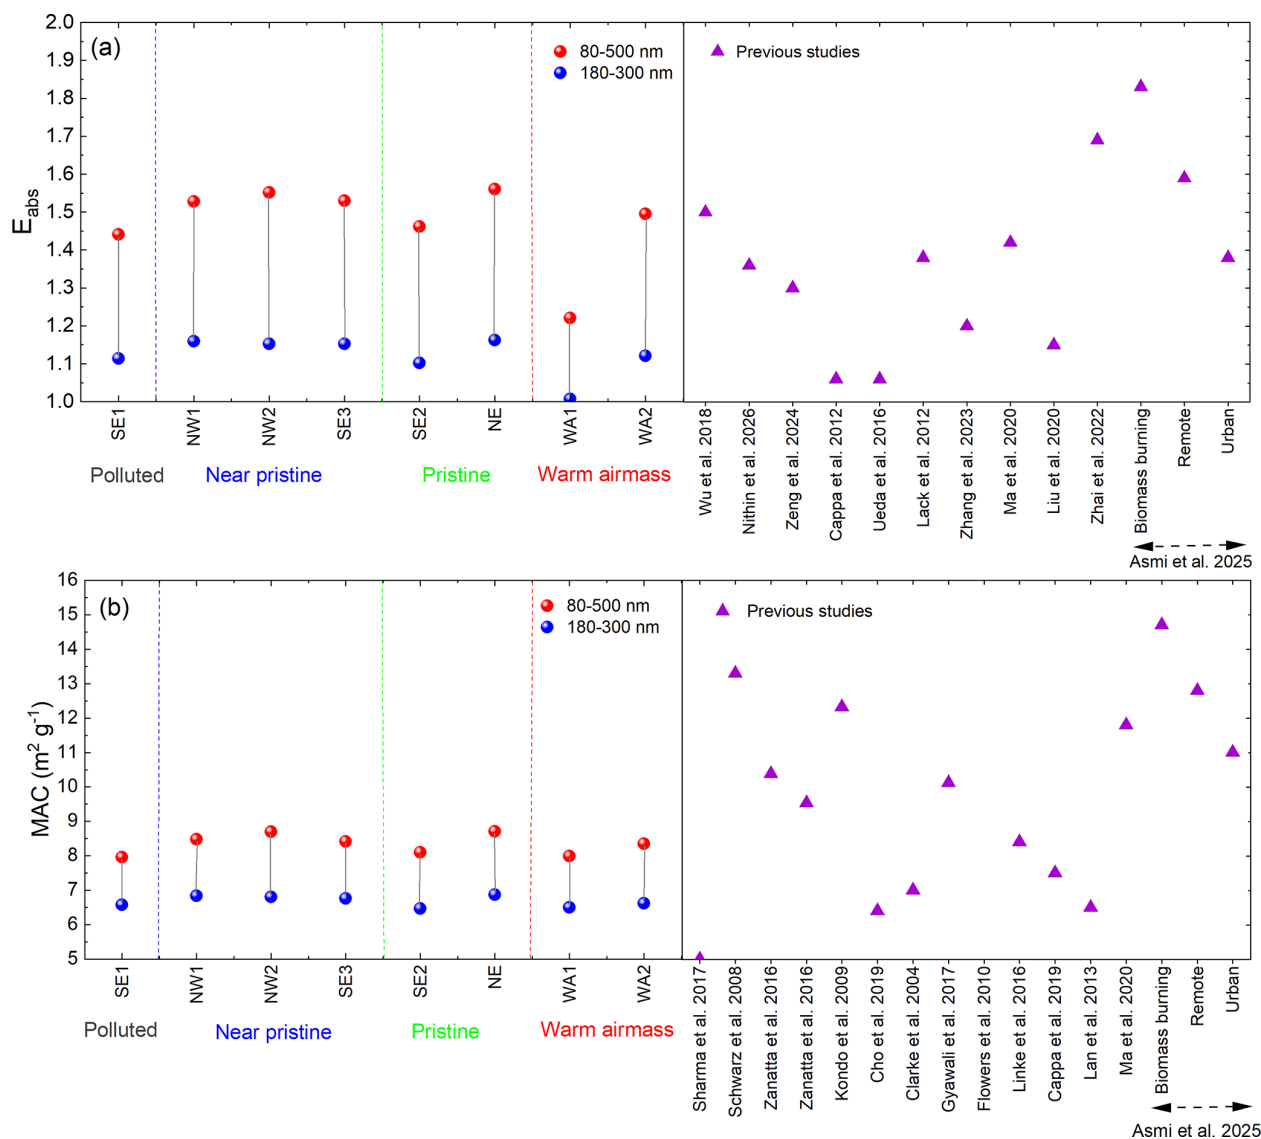 (a)
80-500 nm
180-300 nm
Previous studies
E_abs
2.0
1.9
1.8
1.7
1.6
1.5
1.4
1.3
1.2
1.1
1.0
SE1
NW1
NW2
SE3
SE2
NE
WA1
WA2
Polluted
Near pristine
Pristine
Warm airmass
Wu et al. 2018
Nithin et al. 2026
Zeng et al. 2024
Cappa et al. 2012
Ueda et al. 2016
Lack et al. 2012
Zhang et al. 2023
Ma et al. 2020
Liu et al. 2020
Zhai et al. 2022
Biomass burning
Remote
Urban
Asmi et al. 2025
(b)
80-500 nm
180-300 nm
Previous studies
MAC (m² g⁻¹)
16
15
14
13
12
11
10
9
8
7
6
5
SE1
NW1
NW2
SE3
SE2
NE
WA1
WA2
Polluted
Near pristine
Pristine
Warm airmass
Sharma et al. 2017
Schwarz et al. 2008
Zanatta et al. 2016
Zanatta et al. 2016
Kondo et al. 2009
Cho et al. 2019
Clarke et al. 2004
Gyawali et al. 2017
Flowers et al. 2010
Linke et al. 2016
Cappa et al. 2019
Lan et al. 2013
Ma et al. 2020
Biomass burning
Remote
Urban
Asmi et al. 2025